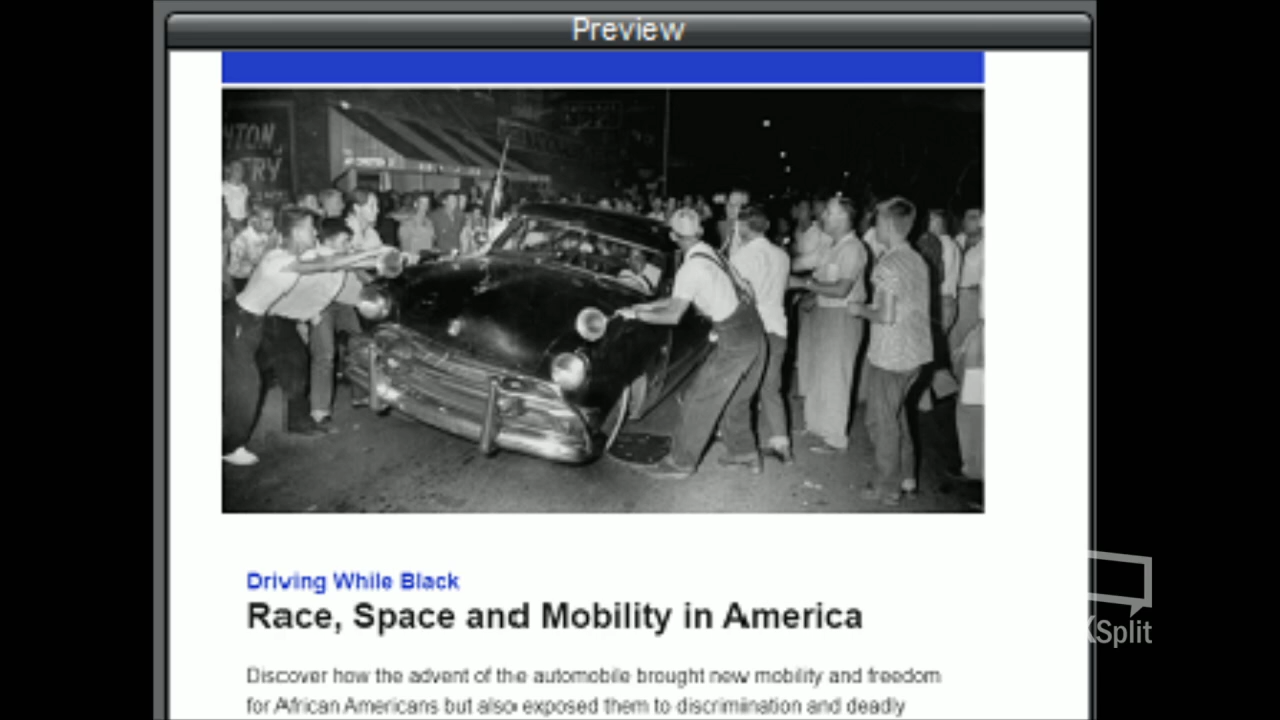 Preview
TRY
Driving While Black
Race, Space and Mobility in America
Discover how the advent of the automobile brought new mobility and freedom
for African Americans but also exposed them to discrimination and deadly
XSplit